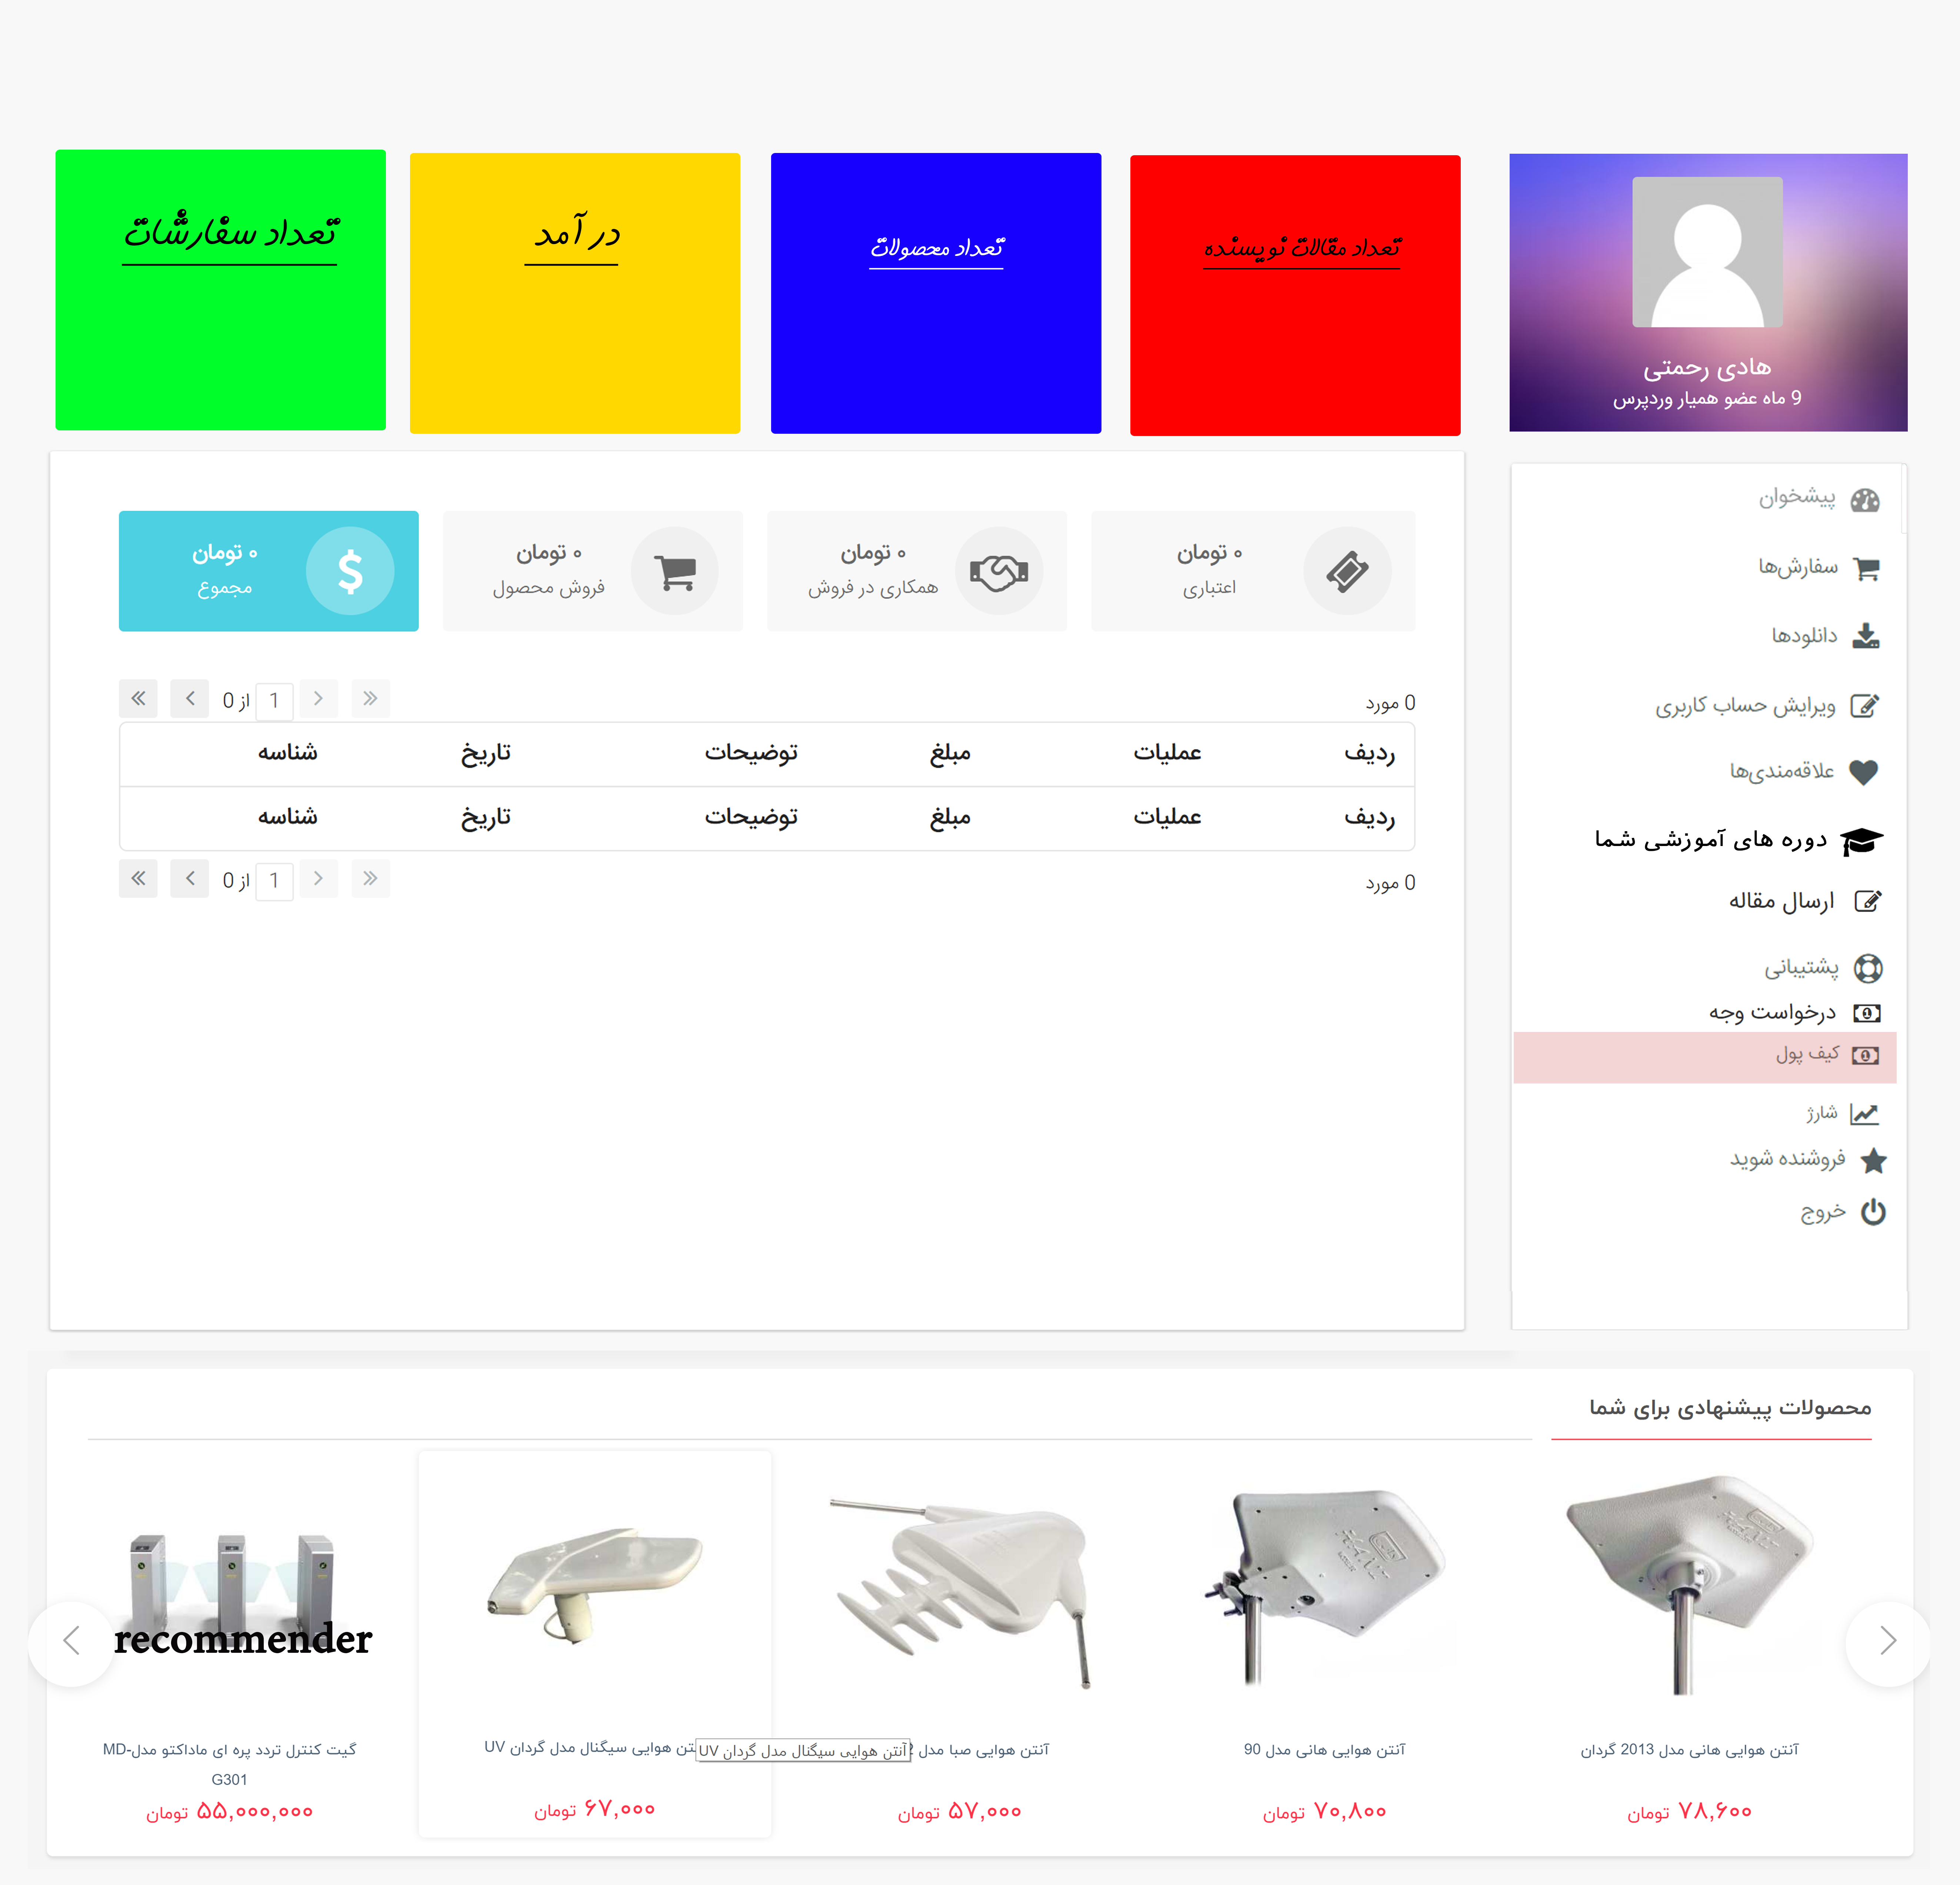 تعداد سفارشات
در آمد
تعداد محصولات
تعداد مقالات نویسنده
هادی رحمتی
9 ماه عضو همیار وردپرس
پیشخوان
سفارش‌ها
دانلودها
ویرایش حساب کاربری
علاقه‌مندی‌ها
دوره های آموزشی شما
ارسال مقاله
پشتیبانی
درخواست وجه
کیف پول
شارژ
فروشنده شوید
خروج
۰ تومان
اعتباری
۰ تومان
همکاری در فروش
۰ تومان
فروش محصول
۰ تومان
مجموع
0 مورد
1 از 0
ردیف عملیات مبلغ توضیحات تاریخ شناسه
ردیف عملیات مبلغ توضیحات تاریخ شناسه
0 مورد
1 از 0
محصولات پیشنهادی برای شما
آنتن هوایی هانی مدل 2013 گردان
۷۸,۶۰۰ تومان
آنتن هوایی هانی مدل 90
۷۰,۸۰۰ تومان
آنتن هوایی صبا مدل
۵۷,۰۰۰ تومان
هوایی سیگنال مدل گردان UV
آنتن هوایی سیگنال مدل گردان UV
۶۷,۰۰۰ تومان
recommender
گیت کنترل تردد پره ای ماداکتو مدل MD-
G301
۵۵,۰۰۰,۰۰۰ تومان